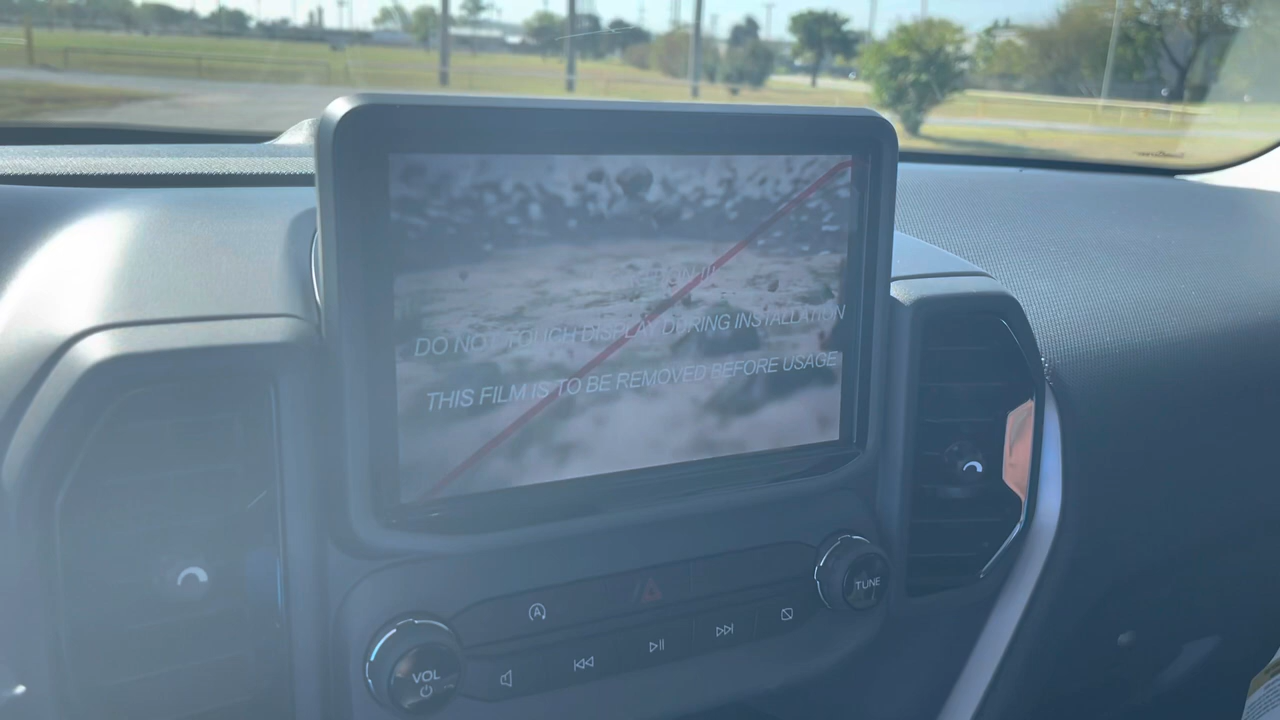 DO NOT TOUCH DISPLAY DURING INSTALLATION
THIS FILM IS TO BE REMOVED BEFORE USAGE
TUNE
VOL